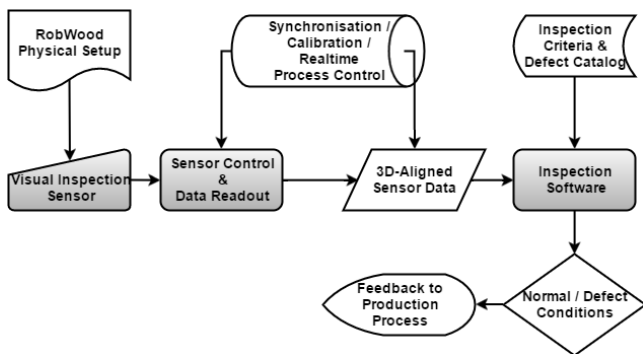 RobWood
Physical Setup
Synchronisation /
Calibration /
Realtime
Process Control
Inspection
Criteria &
Defect Catalog
Visual Inspection
Sensor
Sensor Control
&
Data Readout
3D-Aligned
Sensor Data
Inspection
Software
Feedback to
Production
Process
Normal / Defect
Conditions